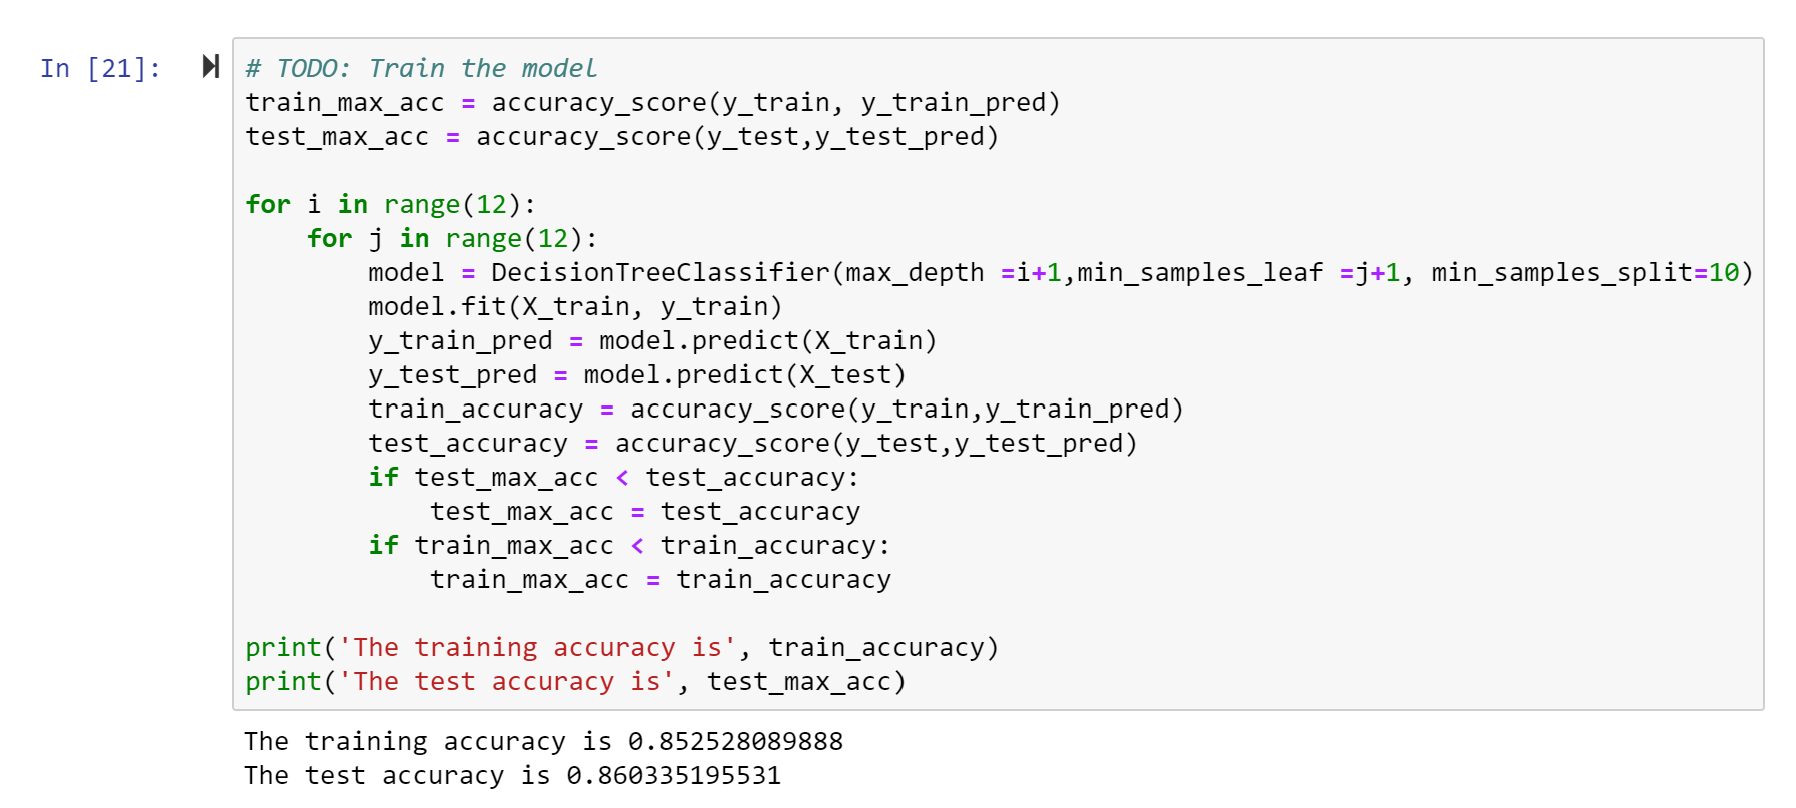 In [21]:
# TODO: Train the model
train_max_acc = accuracy_score(y_train, y_train_pred)
test_max_acc = accuracy_score(y_test,y_test_pred)
for i in range(12):
    for j in range(12):
        model = DecisionTreeClassifier(max_depth =i+1,min_samples_leaf =j+1, min_samples_split=10)
        model.fit(X_train, y_train)
        y_train_pred = model.predict(X_train)
        y_test_pred = model.predict(X_test)
        train_accuracy = accuracy_score(y_train,y_train_pred)
        test_accuracy = accuracy_score(y_test,y_test_pred)
        if test_max_acc < test_accuracy:
            test_max_acc = test_accuracy
        if train_max_acc < train_accuracy:
            train_max_acc = train_accuracy
print('The training accuracy is', train_accuracy)
print('The test accuracy is', test_max_acc)
The training accuracy is 0.852528089888
The test accuracy is 0.860335195531